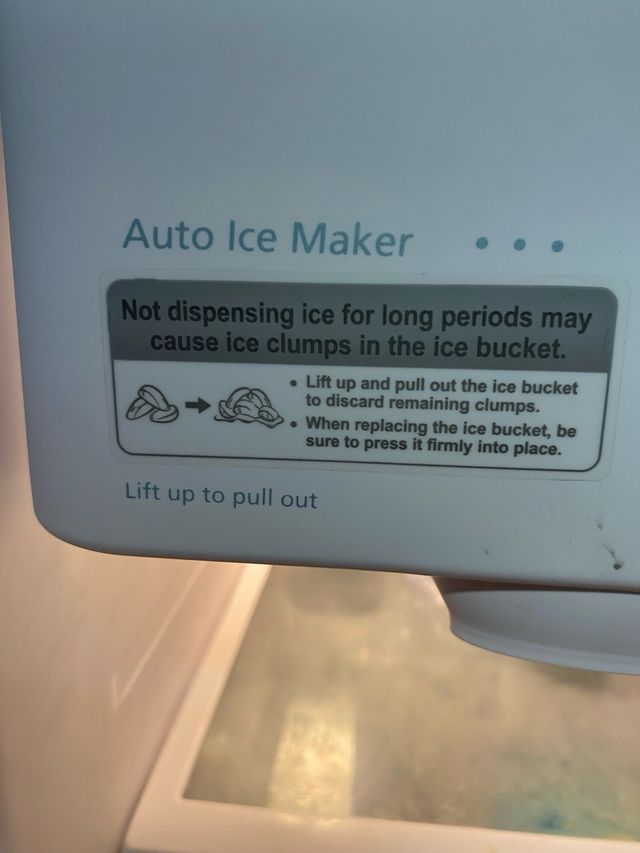 Auto Ice Maker
Not dispensing ice for long periods may
cause ice clumps in the ice bucket.
• Lift up and pull out the ice bucket
to discard remaining clumps.
• When replacing the ice bucket, be
sure to press it firmly into place.
Lift up to pull out